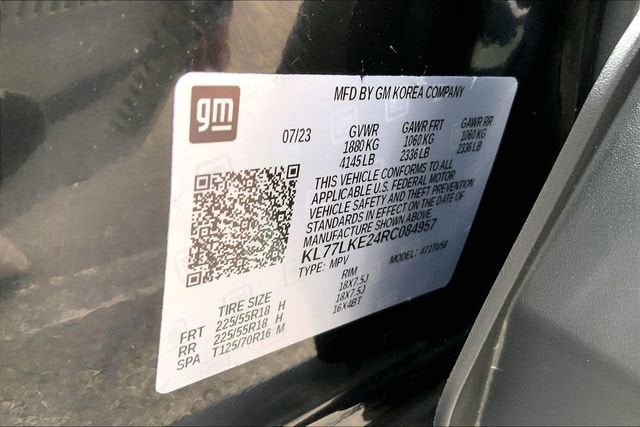 gm
MFD BY GM KOREA COMPANY
07/23 GVWR GAWR FRT GAWR RR
1880 KG 1060 KG 1060 KG
4145 LB 2336 LB 2336 LB
THIS VEHICLE CONFORMS TO ALL
APPLICABLE U.S. FEDERAL MOTOR
VEHICLE SAFETY AND THEFT PREVENTION
STANDARDS IN EFFECT ON THE DATE OF
MANUFACTURE SHOWN ABOVE.
KL77LKE24RC084957
TYPE: MPV MODEL:
TIRE SIZE RIM
FRT 225/55R18 H 18X7.5J
RR 225/55R18 H 18X7.5J
SPA T125/70R16 M 16X4BT